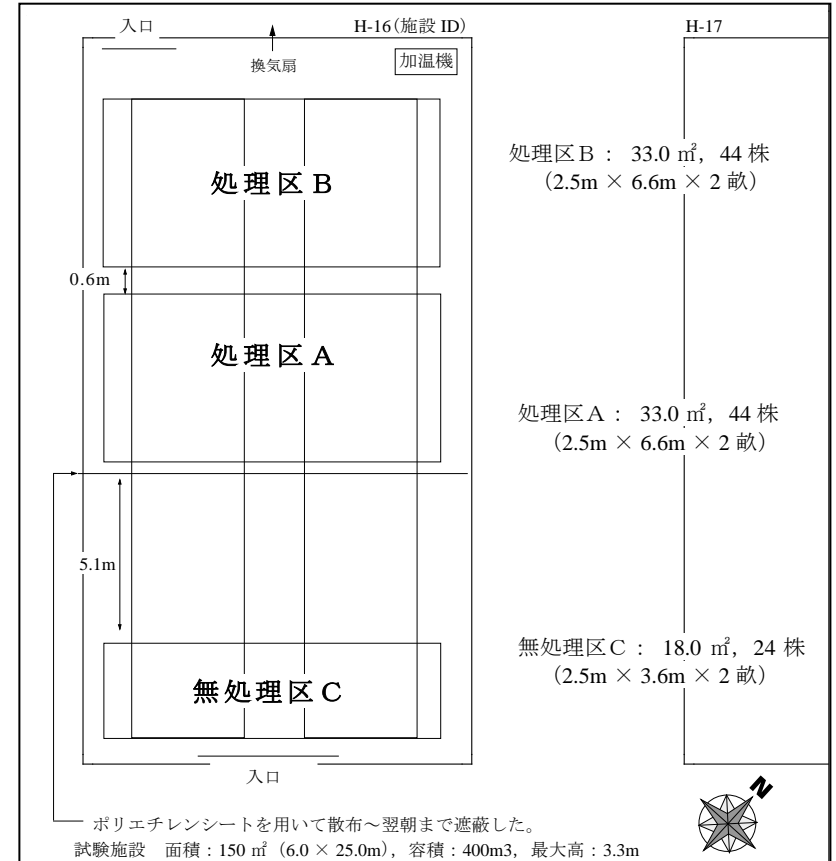 入口
H-16(施設 ID)
H-17
換気扇
加温機
処理区 B
処理区Ｂ： 33.0 ㎡，44 株
（2.5m × 6.6m × 2 畝）
0.6m
処理区 A
処理区Ａ： 33.0 ㎡，44 株
（2.5m × 6.6m × 2 畝）
5.1m
無処理区Ｃ： 18.0 ㎡，24 株
（2.5m × 3.6m × 2 畝）
無処理区 C
入口
N
ポリエチレンシートを用いて散布～翌朝まで遮蔽した。
試験施設　面積：150 ㎡（6.0 × 25.0m），容積：400m3，最大高：3.3m